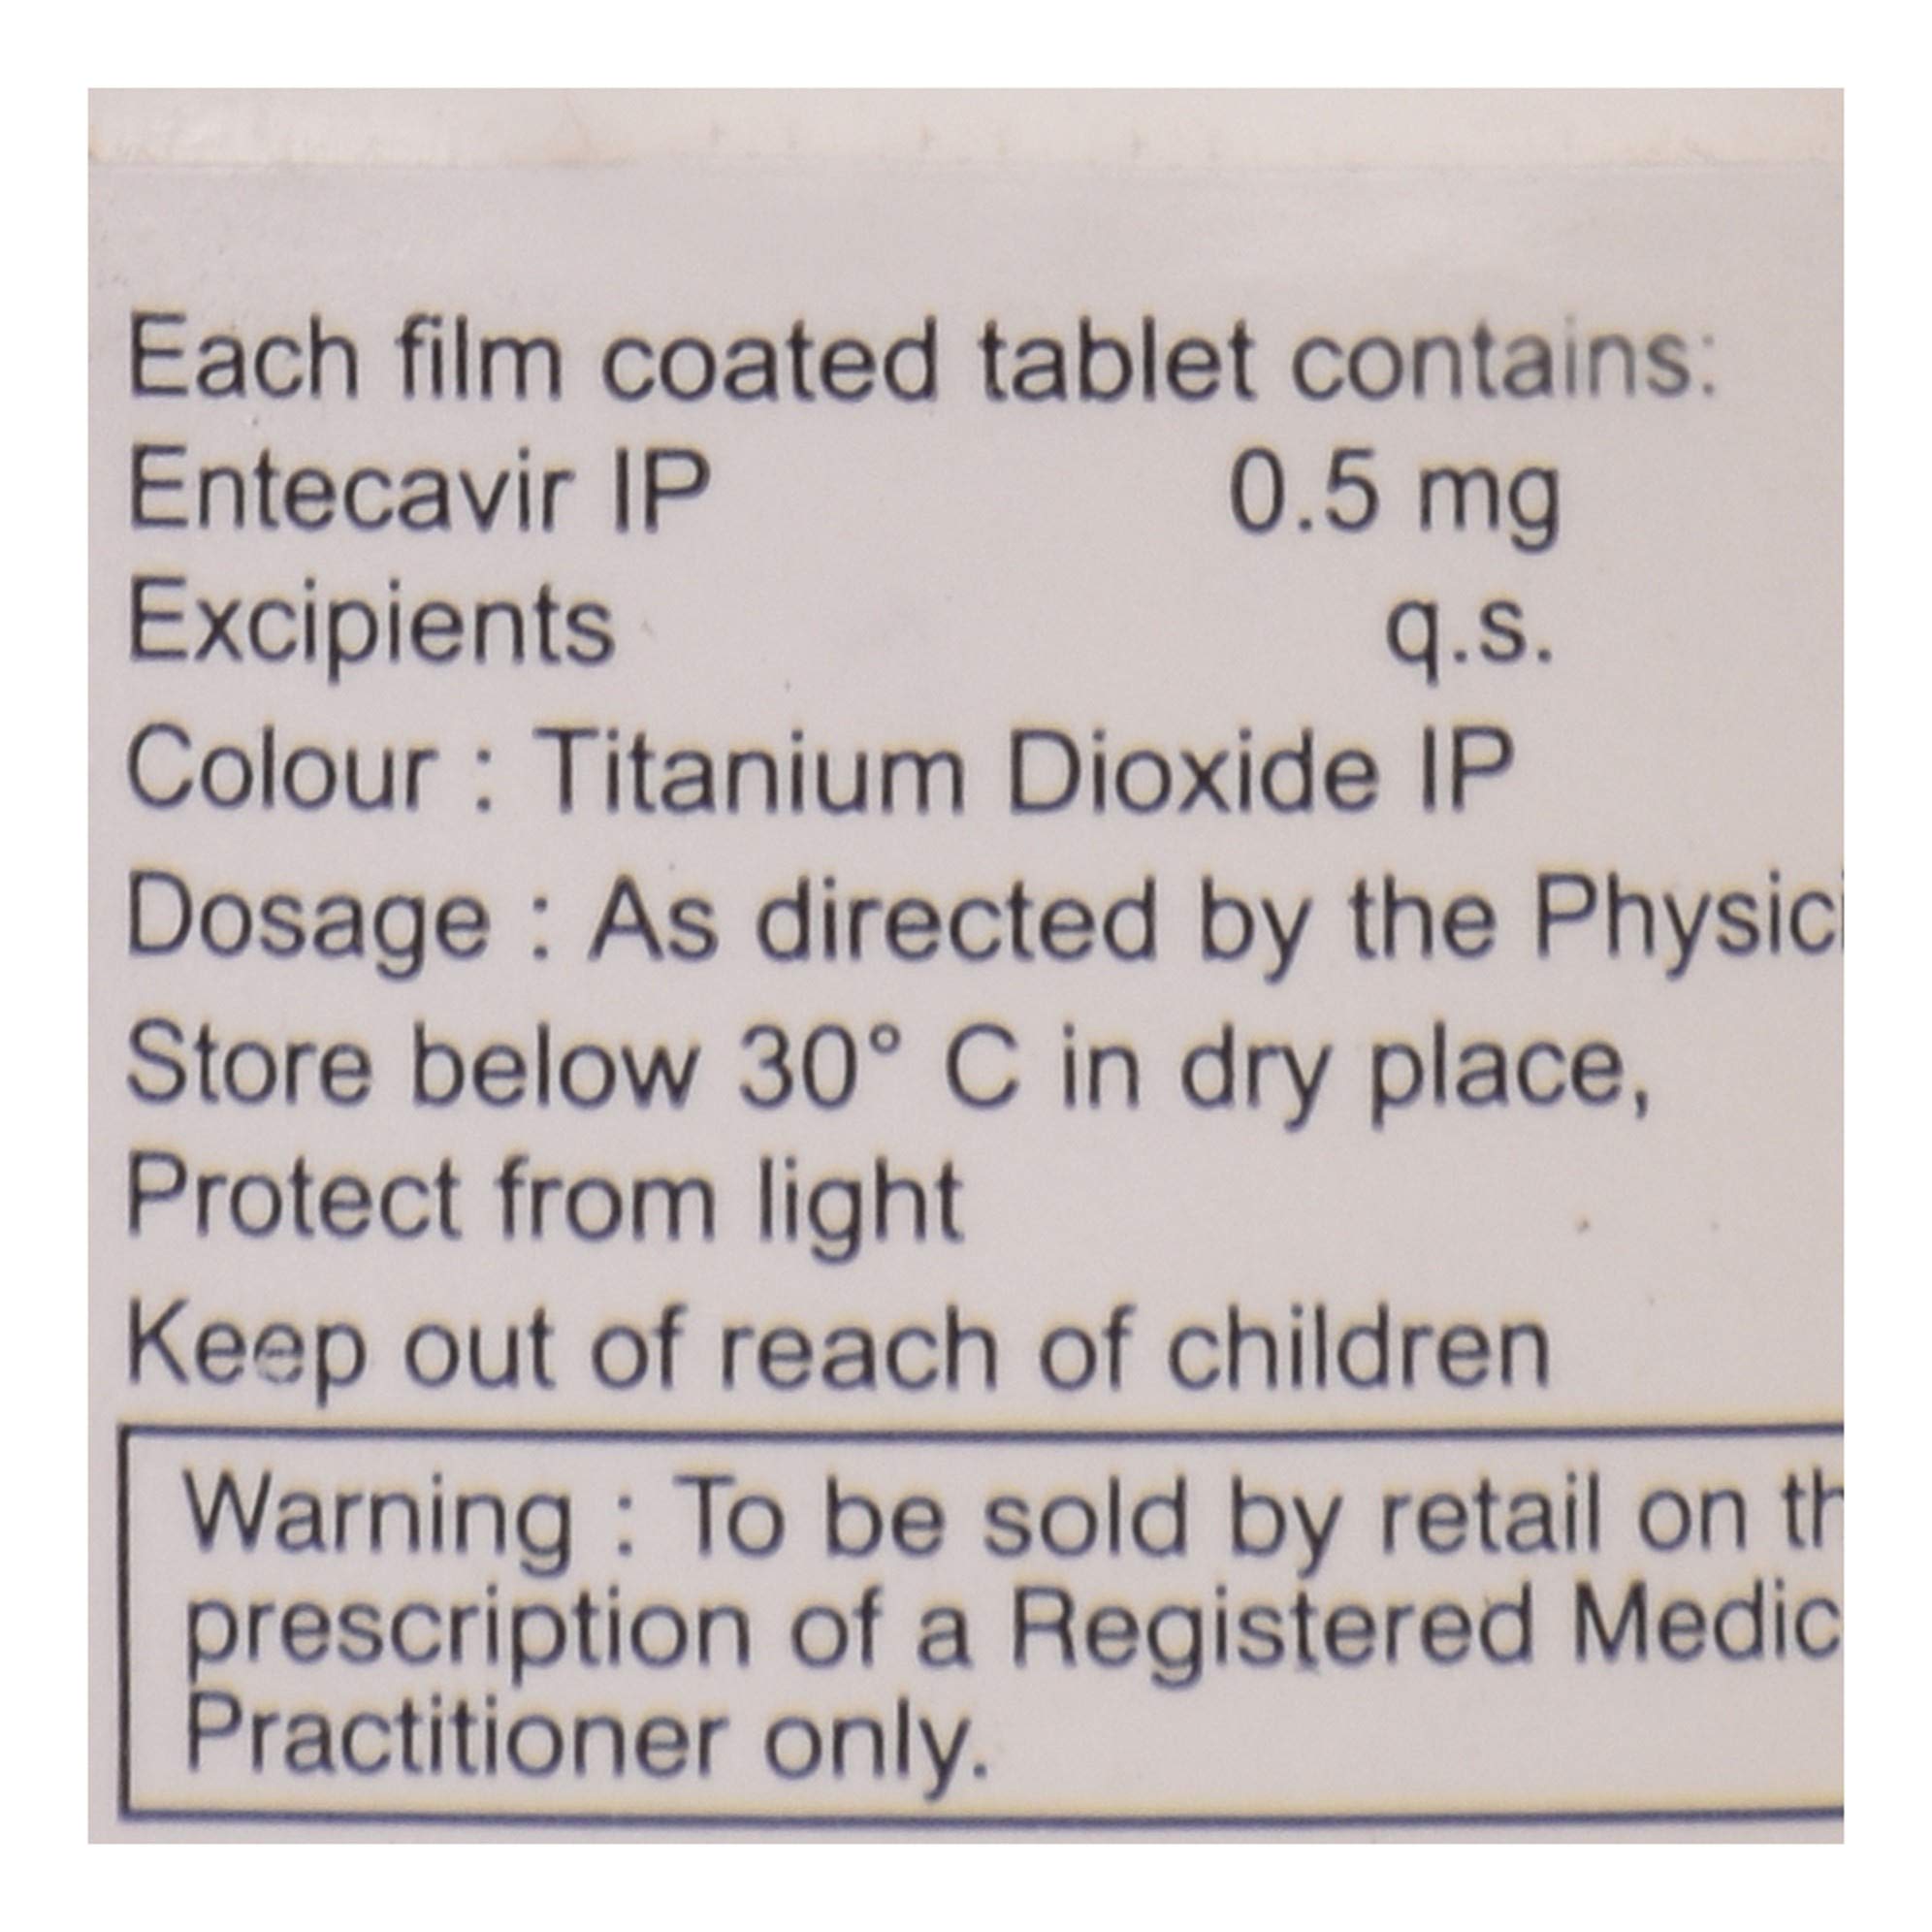 Each film coated tablet contains:
Entecavir IP 0.5 mg
Excipients q.s.
Colour : Titanium Dioxide IP
Dosage : As directed by the
Store below 30° C in dry place,
Protect from light
Keep out of reach of children
Warning : To be sold by retail on
prescription of a Registered
Practitioner only.